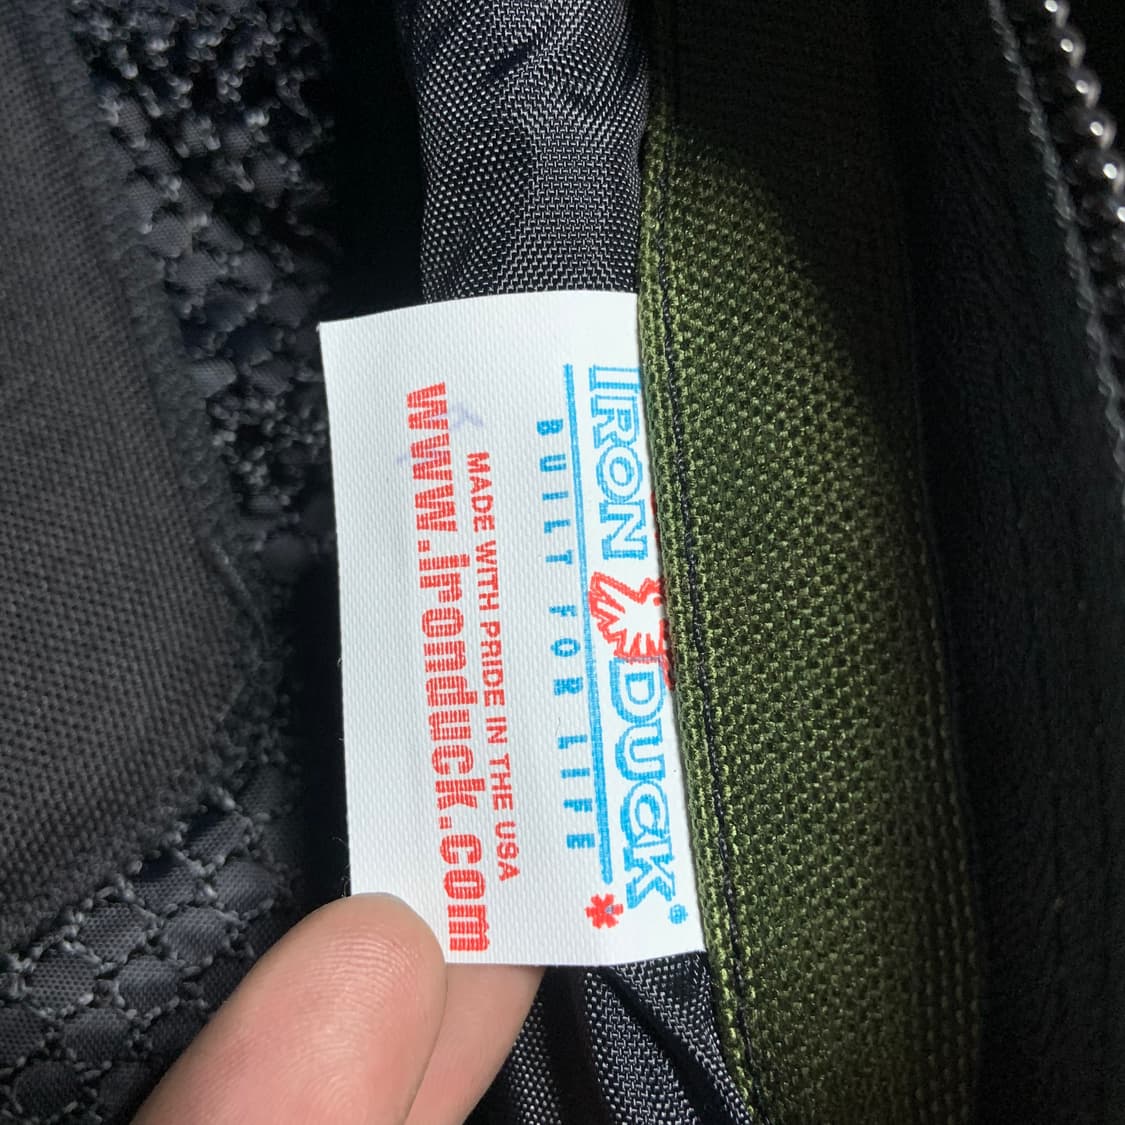 IRON DUCK®
BUILT FOR LIFE
MADE WITH PRIDE IN THE USA
www.ironduck.com